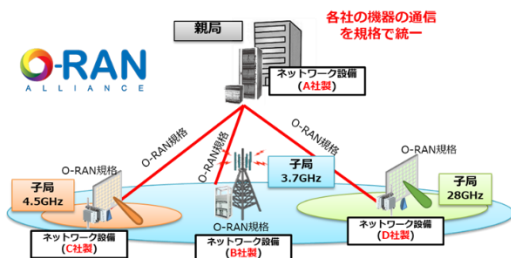 親局
各社の機器の通信
を規格で統一
O-RAN
ALLIANCE
ネットワーク設備
(A社製)
O-RAN規格
O-RAN規格
O-RAN規格
子局
3.7GHz
O-RAN規格
O-RAN規格
子局
4.5GHz
子局
28GHz
O-RAN規格
ネットワーク設備
(C社製)
ネットワーク設備
(B社製)
ネットワーク設備
(D社製)